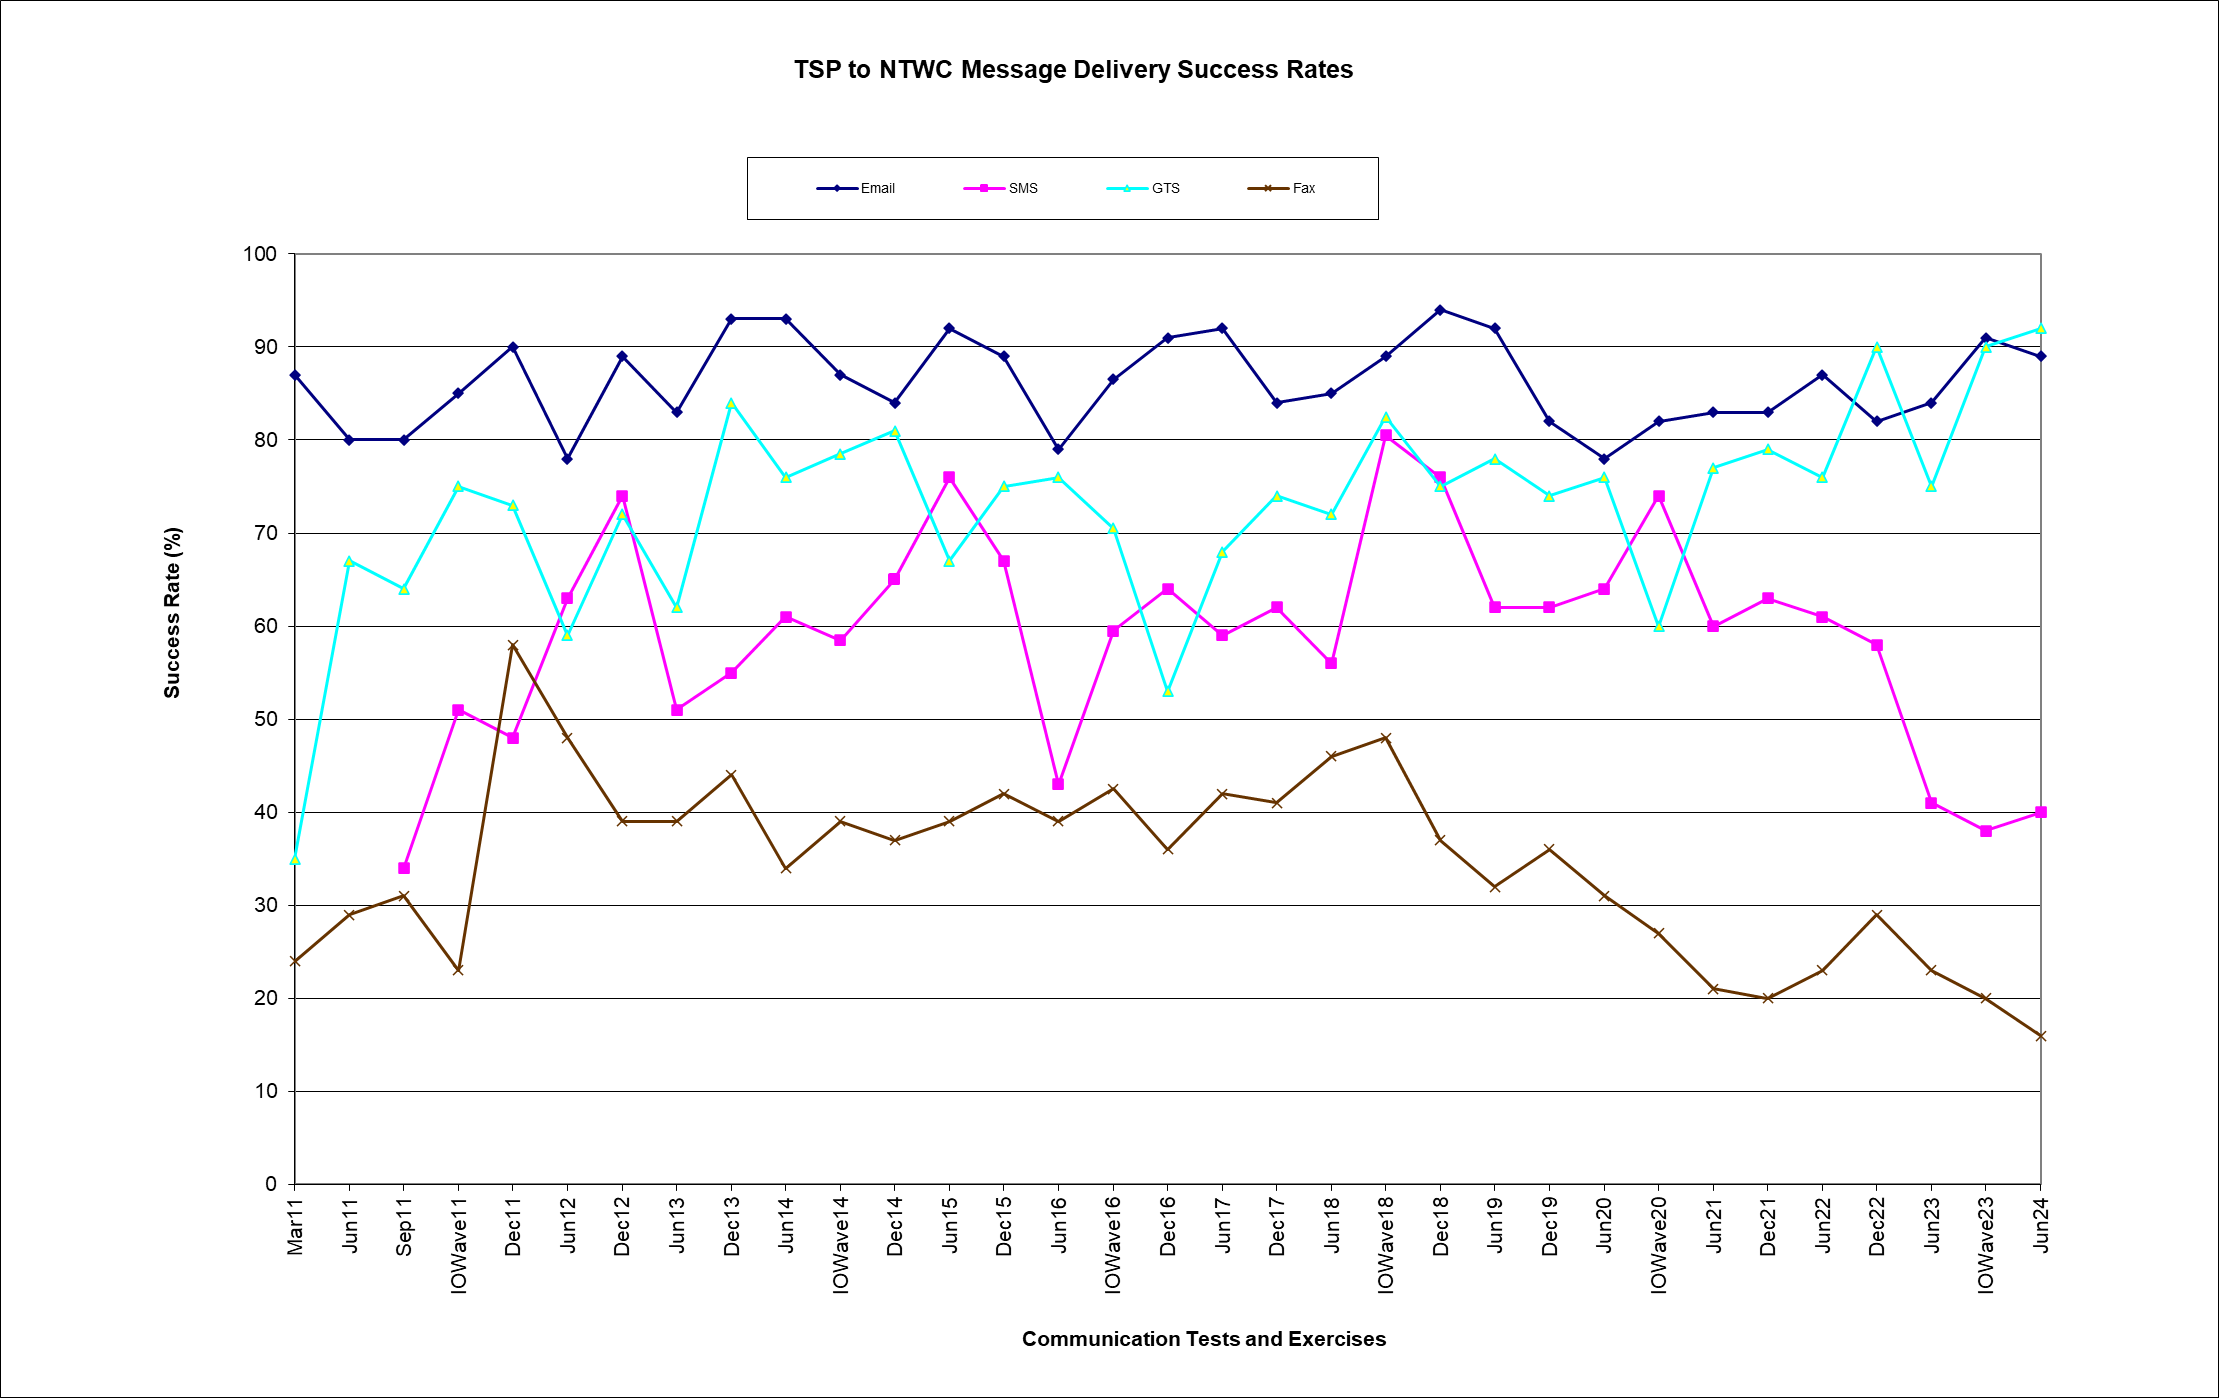 TSP to NTWC Message Delivery Success Rates
Email SMS GTS Fax
100
90
80
70
60
50
40
30
20
10
0
Success Rate (%)
Mar11
Jun11
Sep11
IOWave11
Dec11
Jun12
Dec12
Jun13
Dec13
Jun14
IOWave14
Dec14
Jun15
Dec15
Jun16
IOWave16
Dec16
Jun17
Dec17
Jun18
IOWave18
Dec18
Jun19
Dec19
Jun20
IOWave20
Jun21
Dec21
Jun22
Dec22
Jun23
IOWave23
Jun24
Communication Tests and Exercises